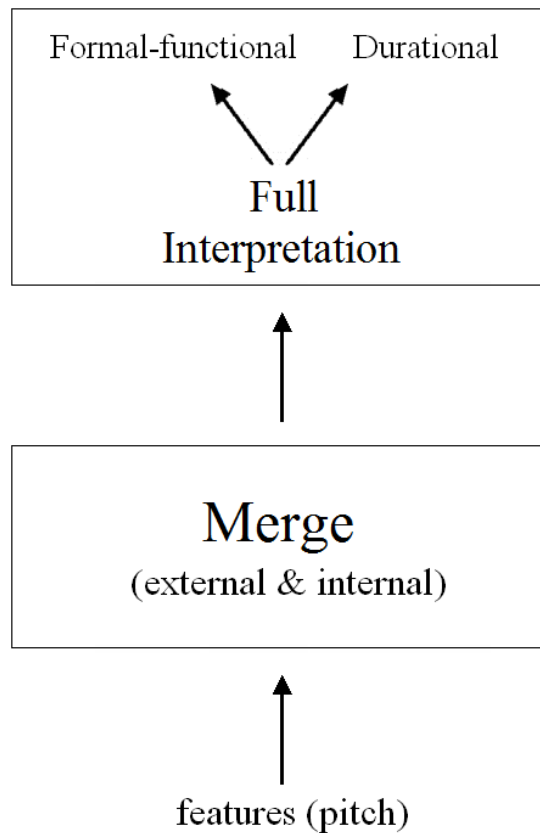 Formal-functional Durational
Full
Interpretation
Merge
(external & internal)
features (pitch)